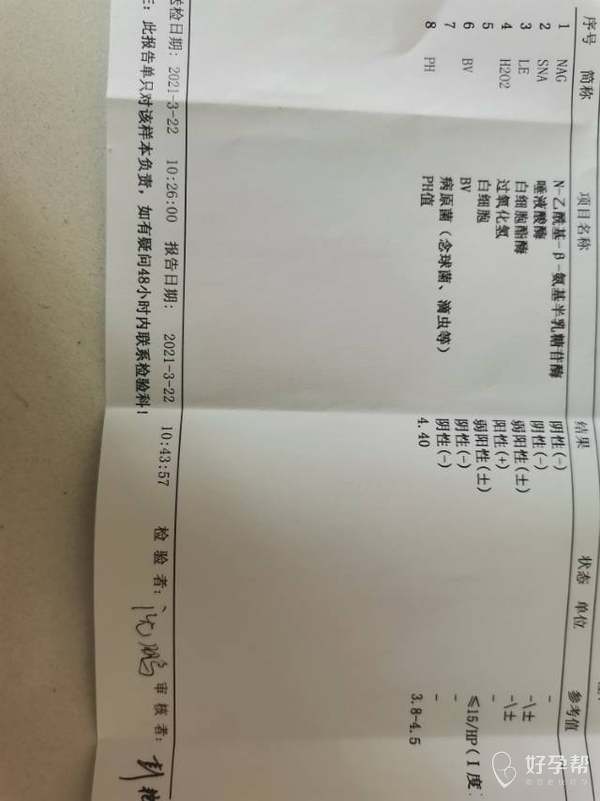 序号 简称 项目名称 结果 状态 单位 参考值
1 NAG N-乙酰基-β-氨基半乳糖苷酶 阴性(-) -
2 SNA 唾液酸酶 阴性(-) -\±
3 LE 白细胞酯酶 弱阳性(±) -\±
4 H2O2 过氧化氢 阳性(+) -
5 白细胞 弱阳性(±) ≤15/HP(I度
6 BV BV 阴性(-) -
7 病原菌(念球菌、滴虫等) 阴性(-) -
8 PH PH值 4.40 3.8-4.5
送检日期: 2021-3-22 10:26:00 报告日期: 2021-3-22 10:43:57 检验者: 沈鹏 审核者:
注: 此报告单只对该样本负责，如有疑问48小时内联系检验科!
好孕帮